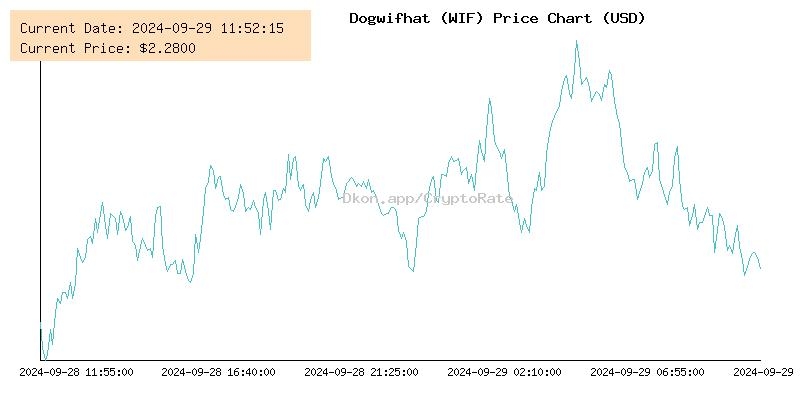 Dogwifhat (WIF) Price Chart (USD)
Current Date: 2024-09-29 11:52:15
Current Price: $2.2800
Dkon.app/CryptoRate
2024-09-28 11:55:00 2024-09-28 16:40:00 2024-09-28 21:25:00 2024-09-29 02:10:00 2024-09-29 06:55:00 2024-09-29